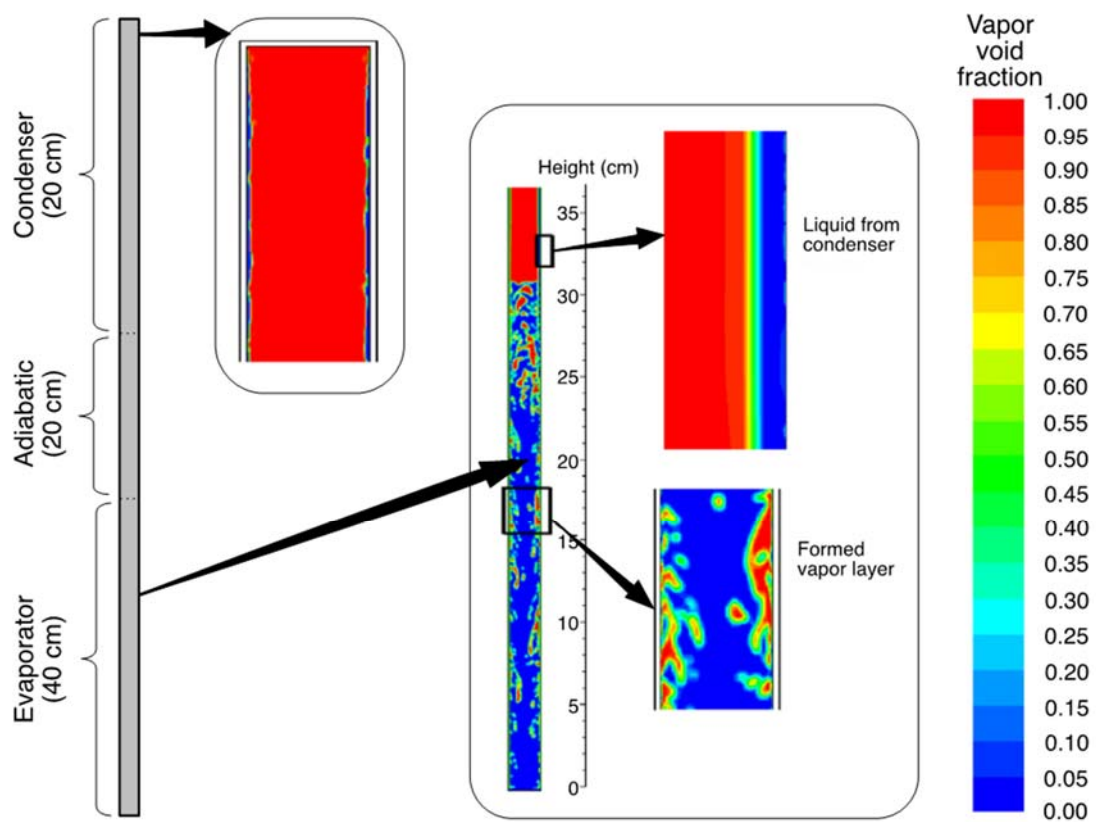 Condenser
(20 cm)
Adiabatic
(20 cm)
Evaporator
(40 cm)
Height (cm)
35
30
25
20
15
10
5
0
Liquid from
condenser
Formed
vapor layer
Vapor
void
fraction
1.00
0.95
0.90
0.85
0.80
0.75
0.70
0.65
0.60
0.55
0.50
0.45
0.40
0.35
0.30
0.25
0.20
0.15
0.10
0.05
0.00